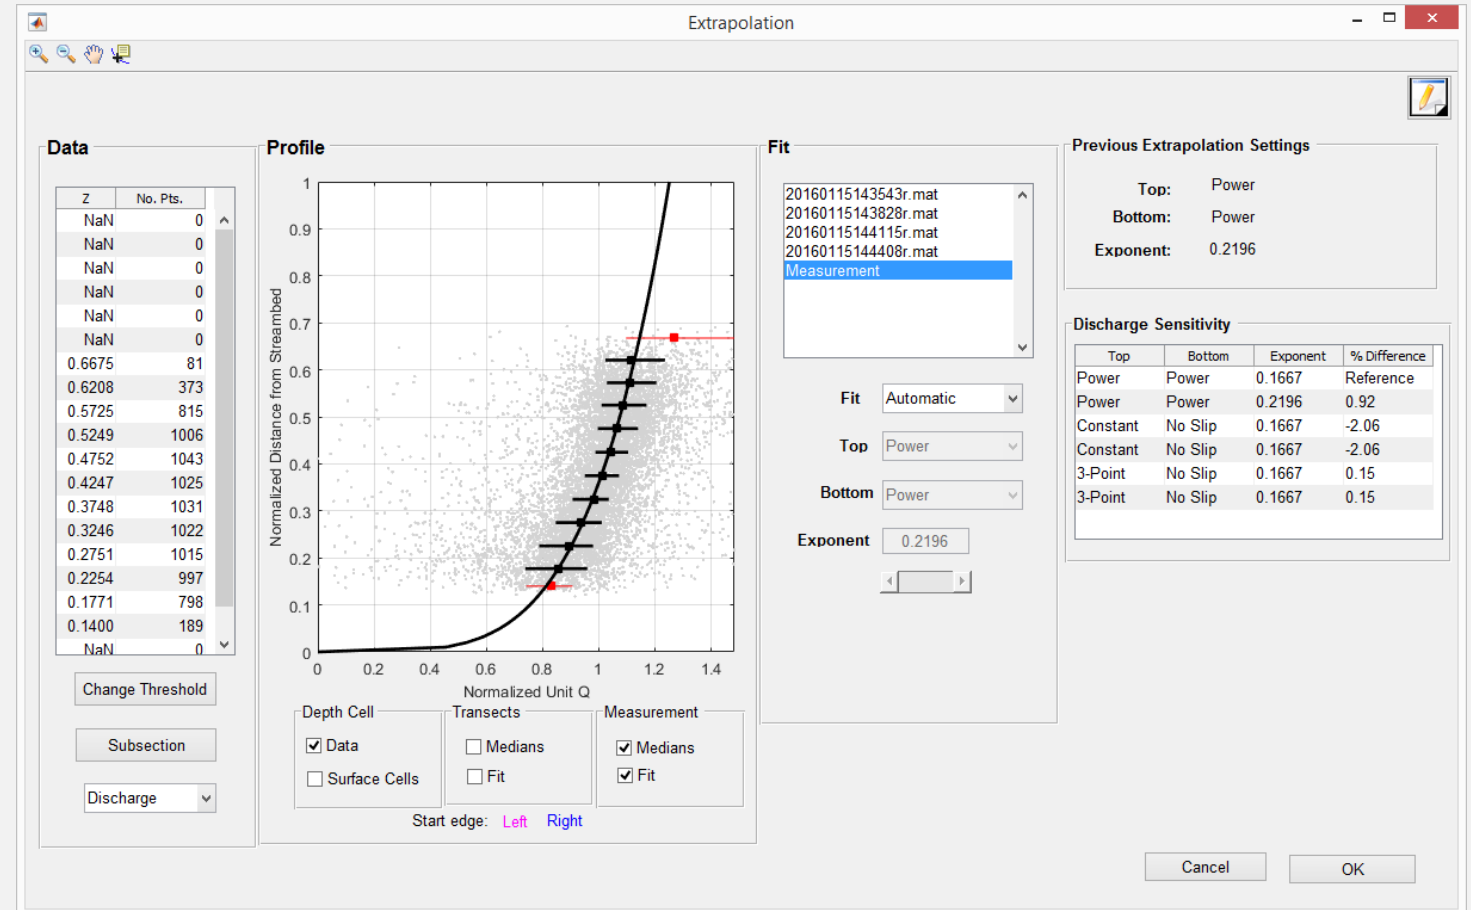 Extrapolation
Data
Z No. Pts.
NaN 0
NaN 0
NaN 0
NaN 0
NaN 0
NaN 0
0.6675 81
0.6208 373
0.5725 815
0.5249 1006
0.4752 1043
0.4247 1025
0.3748 1031
0.3246 1022
0.2751 1015
0.2254 997
0.1771 798
0.1400 189
NaN 0
Change Threshold
Subsection
Discharge
Profile
Normalized Distance from Streambed
1
0.9
0.8
0.7
0.6
0.5
0.4
0.3
0.2
0.1
0
0 0.2 0.4 0.6 0.8 1 1.2 1.4
Normalized Unit Q
Depth Cell
Data
Surface Cells
Transects
Medians
Fit
Measurement
Medians
Fit
Start edge: Left Right
Fit
20160115143543r.mat
20160115143828r.mat
20160115144115r.mat
20160115144408r.mat
Measurement
Fit Automatic
Top Power
Bottom Power
Exponent 0.2196
Previous Extrapolation Settings
Top: Power
Bottom: Power
Exponent: 0.2196
Discharge Sensitivity
Top Bottom Exponent % Difference
Power Power 0.1667 Reference
Power Power 0.2196 0.92
Constant No Slip 0.1667 -2.06
Constant No Slip 0.1667 -2.06
3-Point No Slip 0.1667 0.15
3-Point No Slip 0.1667 0.15
Cancel OK